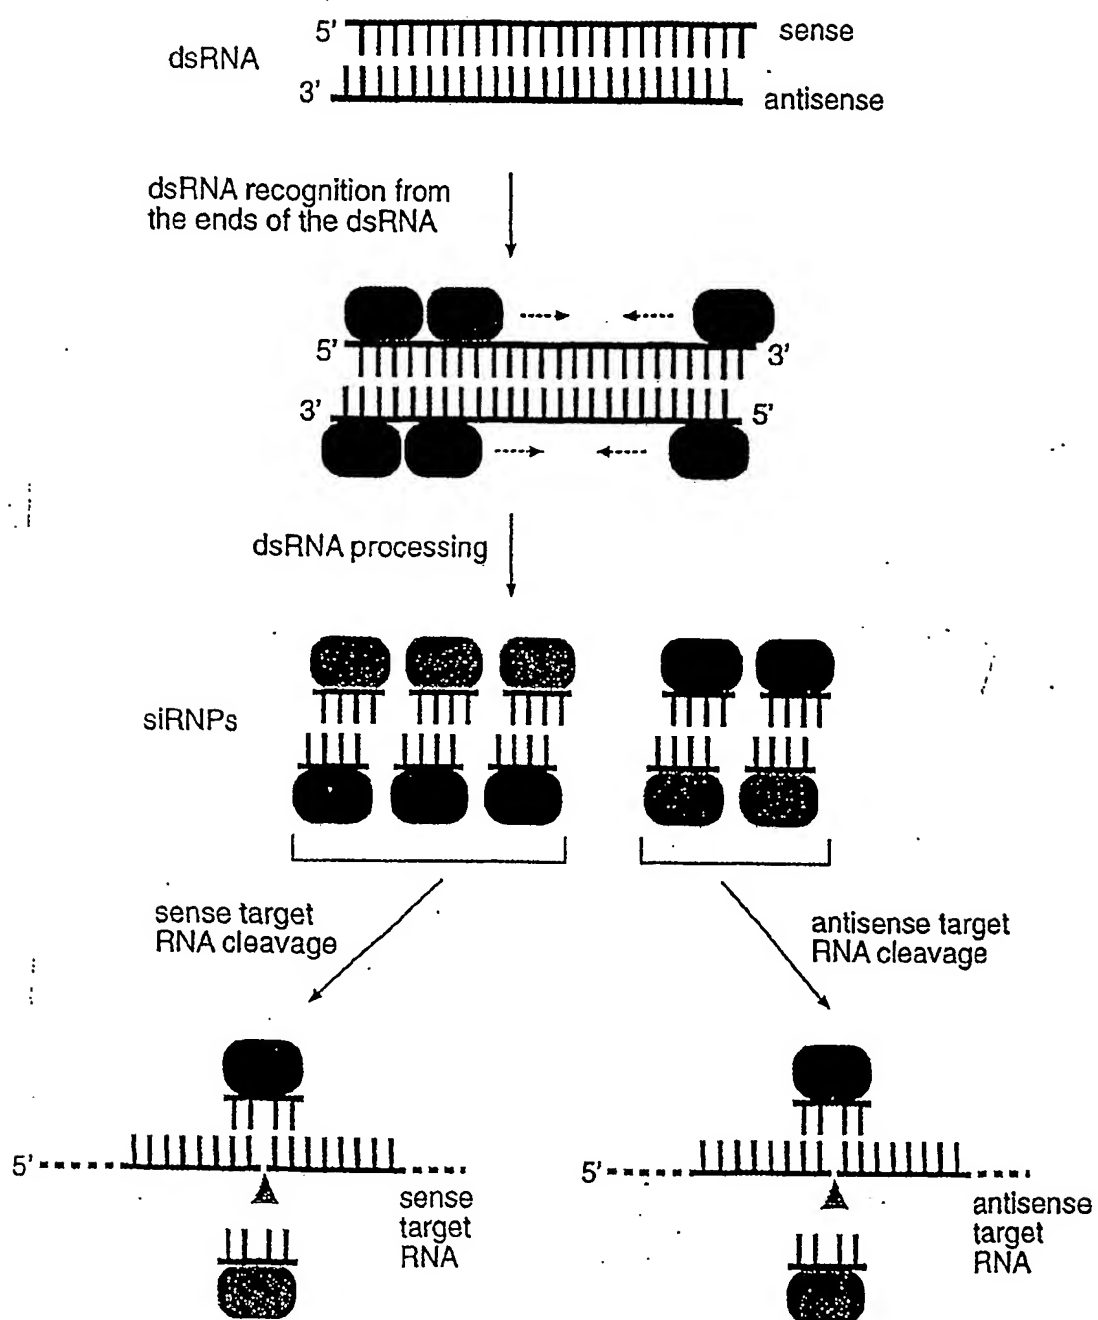 5' sense
dsRNA
3' antisense
dsRNA recognition from
the ends of the dsRNA
5' 3'
3' 5'
dsRNA processing
siRNPs
sense target
RNA cleavage
antisense target
RNA cleavage
5'
sense
target
RNA
5'
antisense
target
RNA